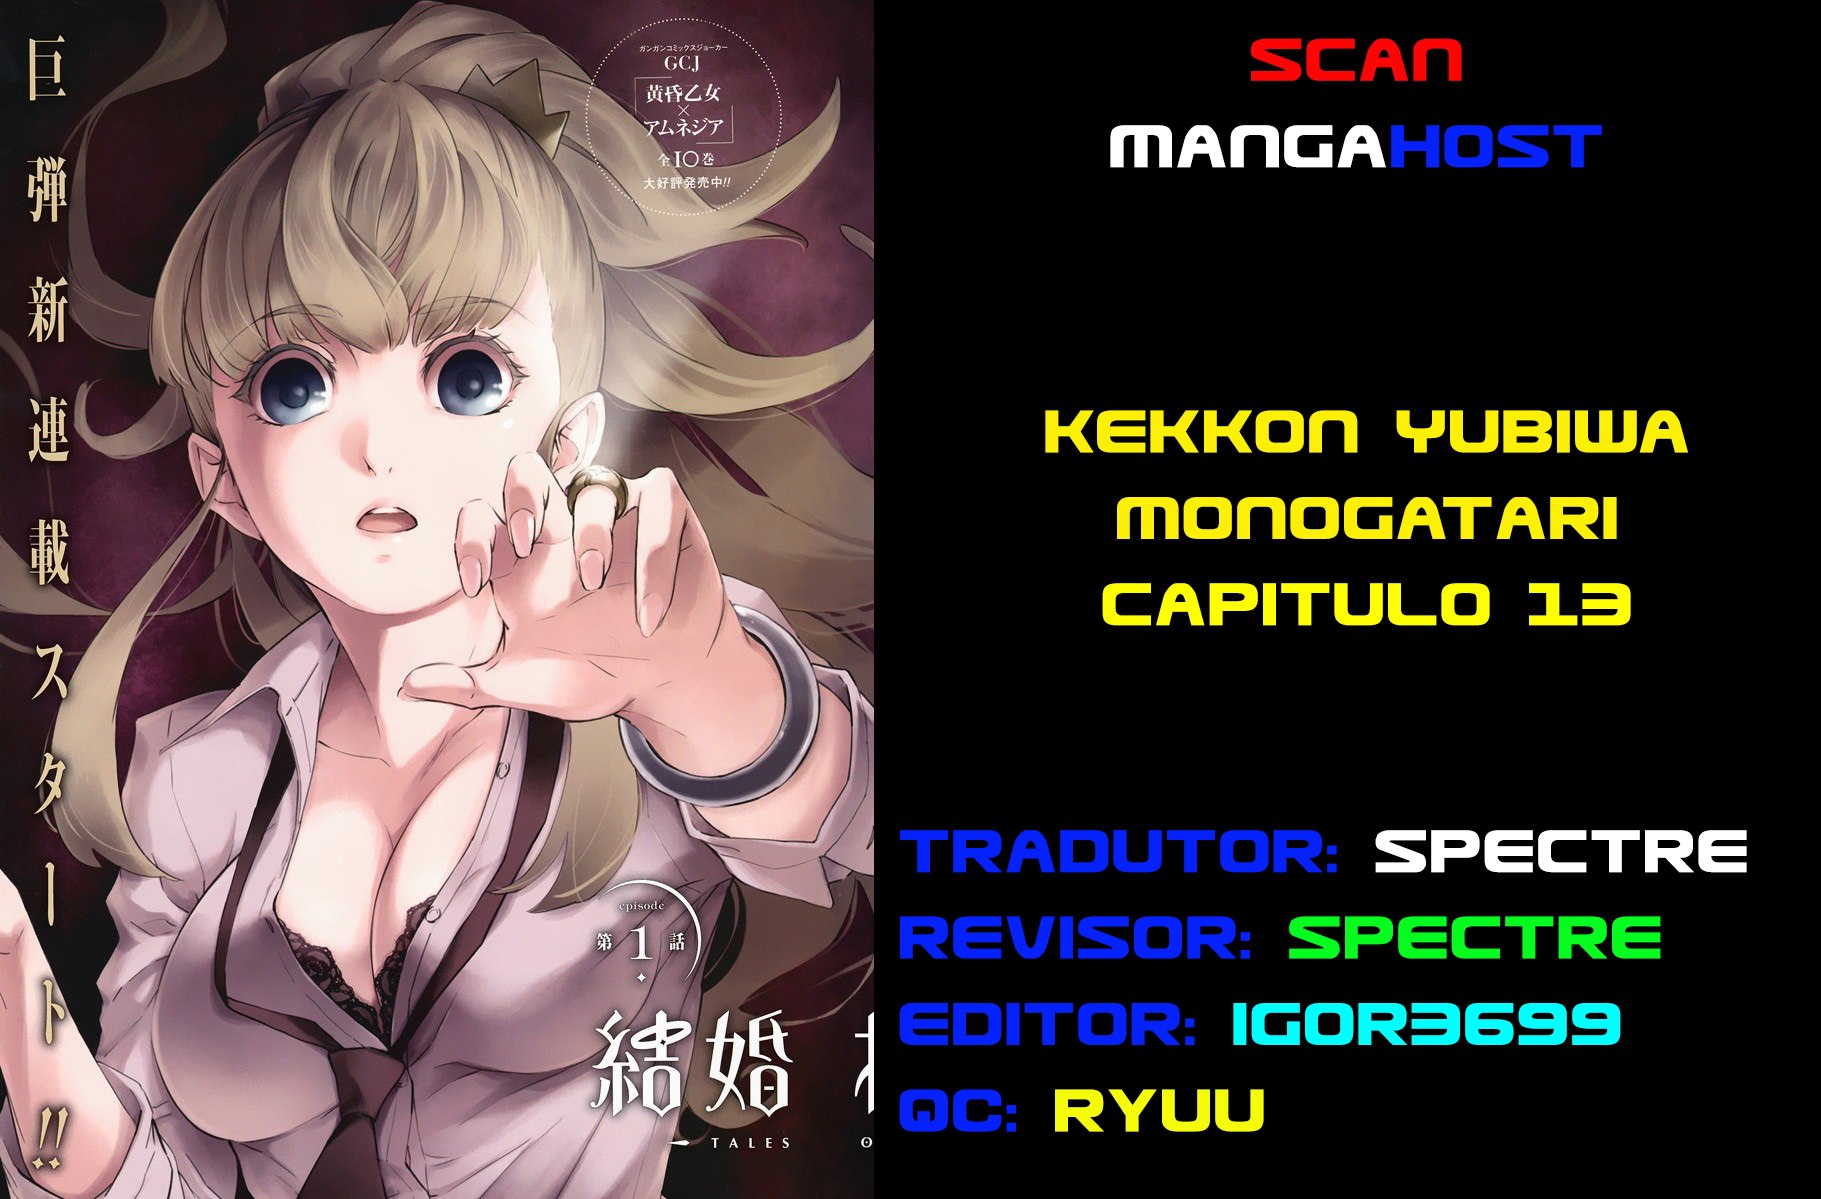 巨弾新連載スタート!!
ガンガンコミックスジョーカー
GCJ
黄昏乙女
×
アムネジア
全10巻
大好評発売中!!
episode
第1話
結婚
TALES O
SCAN
MANGAHOST
KEKKON YUBIWA
MONOGATARI
CAPITULO 13
TRADUTOR: SPECTRE
REVISOR: SPECTRE
EDITOR: IGOR3699
QC: RYUU